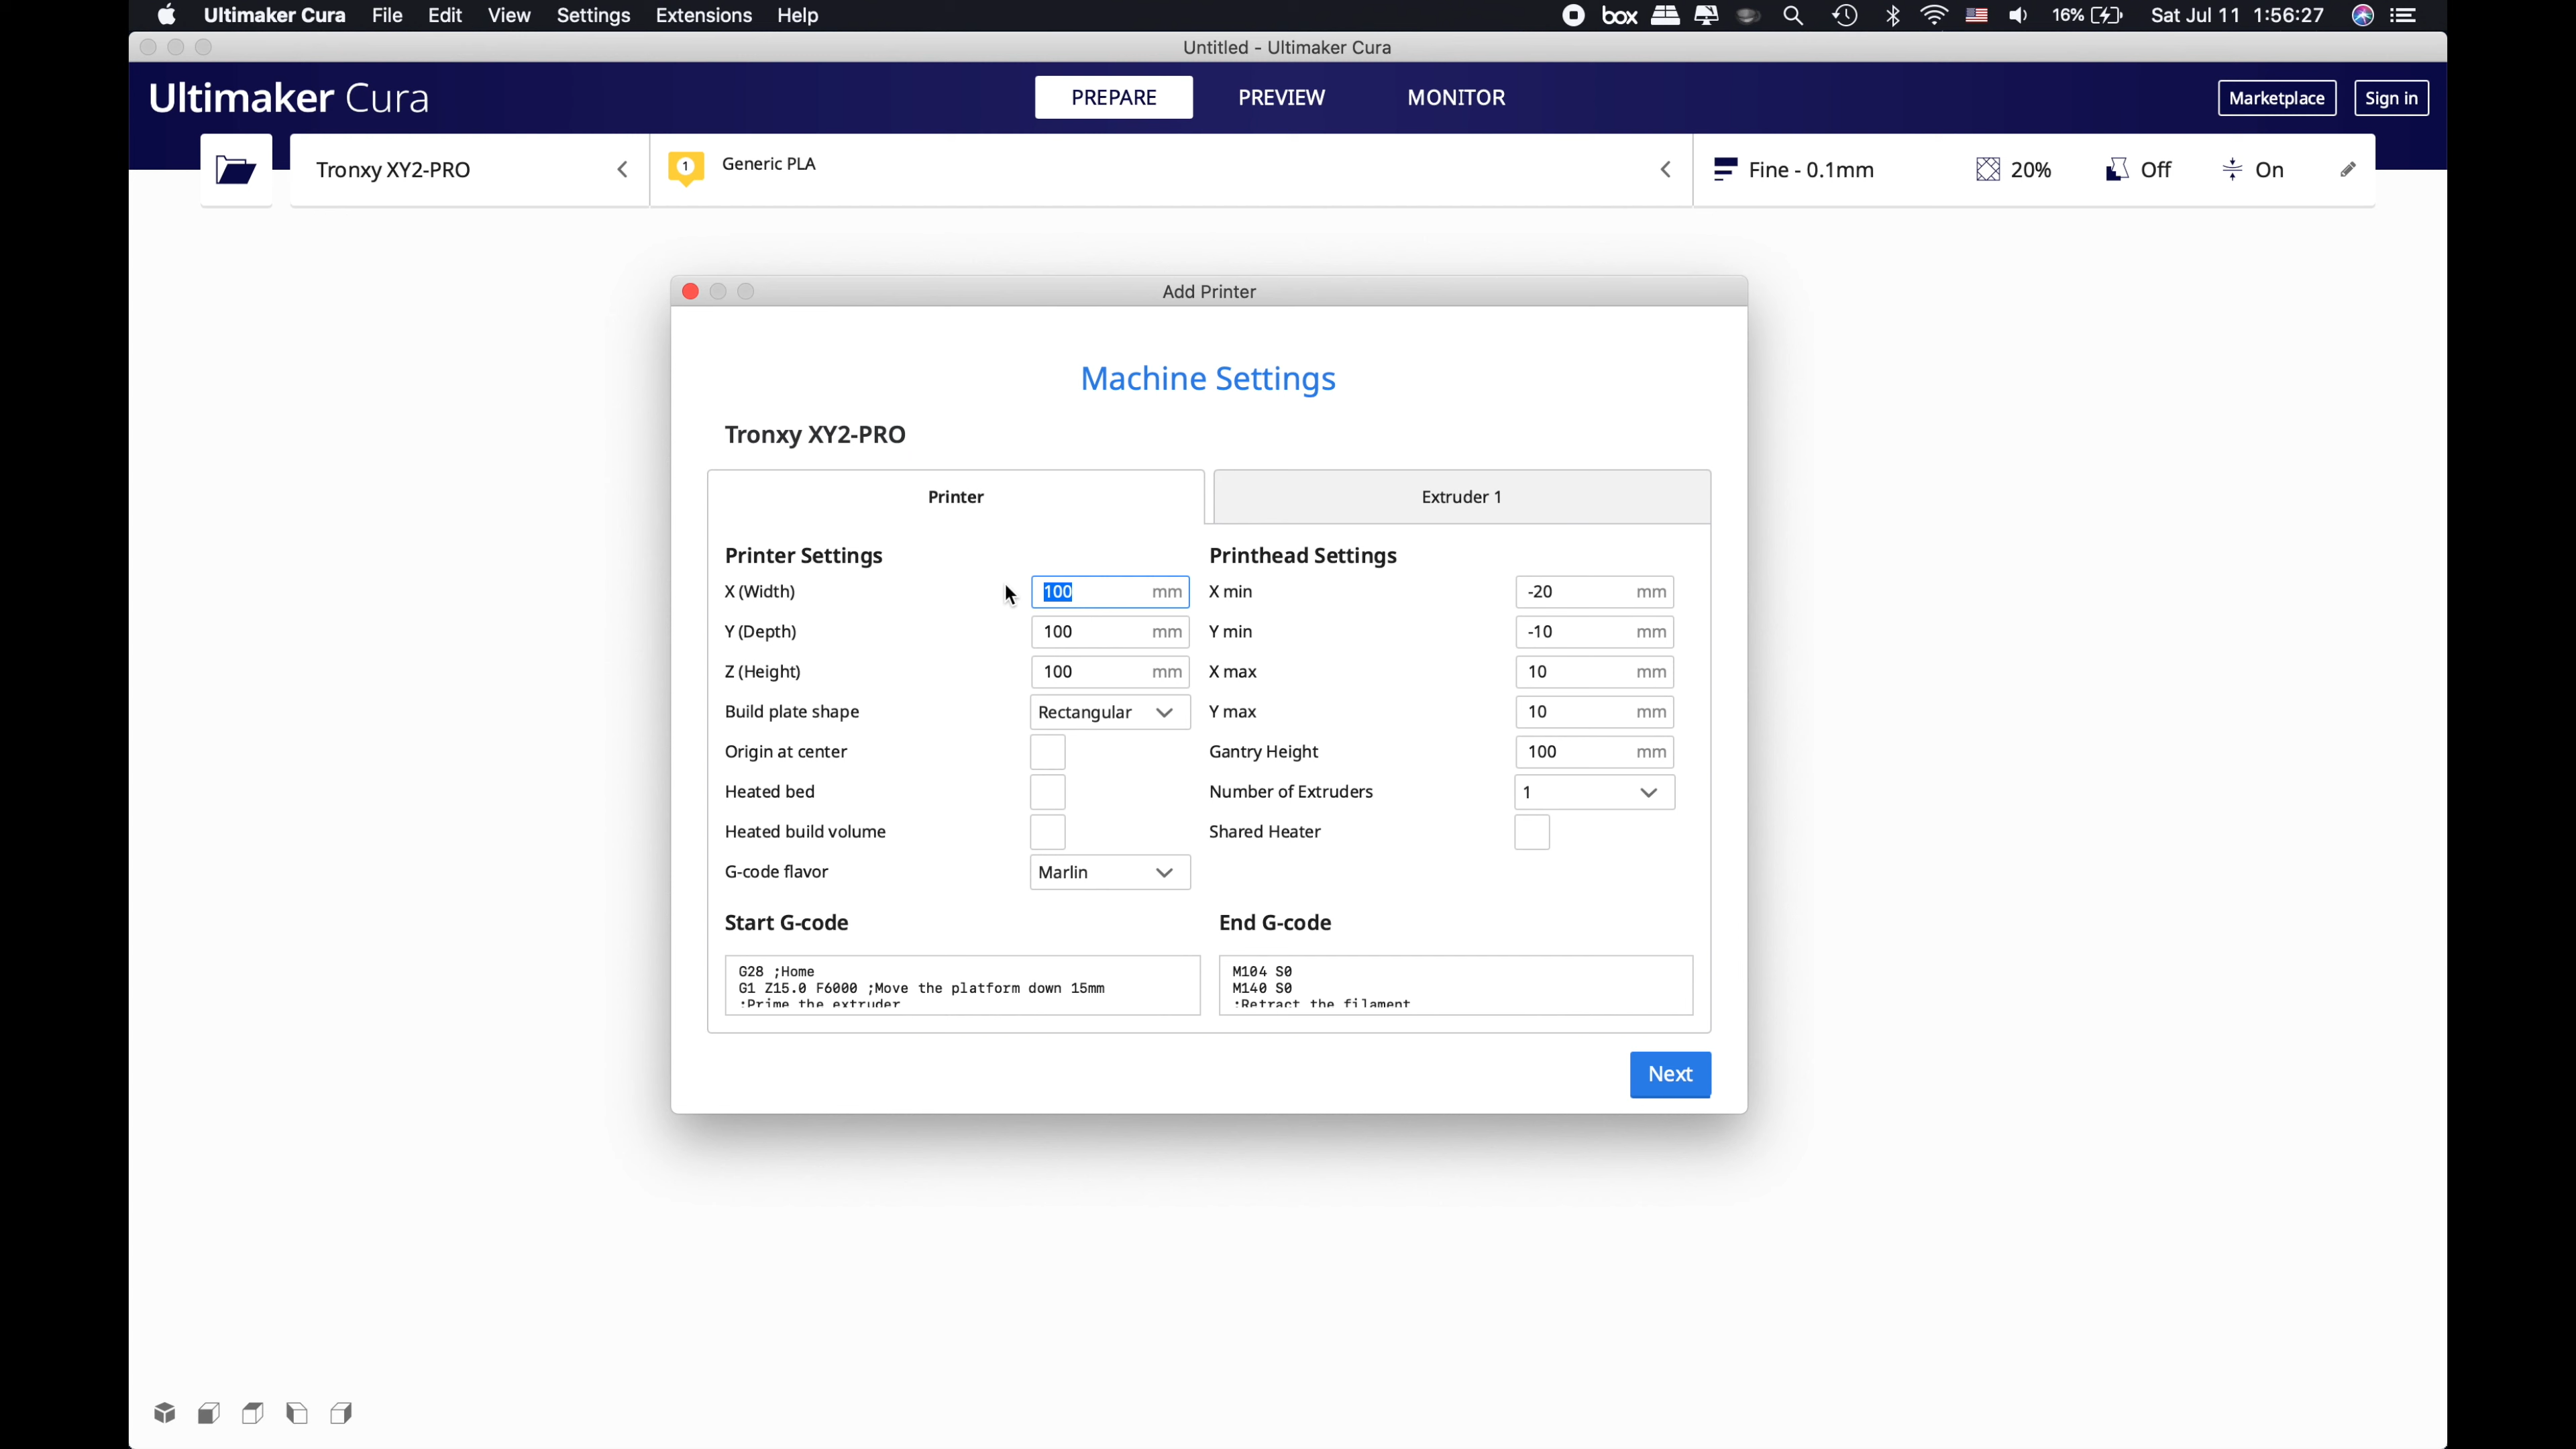 Ultimaker Cura File Edit View Settings Extensions Help box 16% Sat Jul 11 1:56:27
Untitled - Ultimaker Cura
Ultimaker Cura PREPARE PREVIEW MONITOR Marketplace Sign in
Tronxy XY2-PRO 1 Generic PLA Fine - 0.1mm 20% Off On
Add Printer
Machine Settings
Tronxy XY2-PRO
Printer Extruder 1
Printer Settings Printhead Settings
X (Width) 100 mm X min -20 mm
Y (Depth) 100 mm Y min -10 mm
Z (Height) 100 mm X max 10 mm
Build plate shape Rectangular Y max 10 mm
Origin at center Gantry Height 100 mm
Heated bed Number of Extruders 1
Heated build volume Shared Heater
G-code flavor Marlin
Start G-code End G-code
G28 ;Home M104 S0
G1 Z15.0 F6000 ;Move the platform down 15mm M140 S0
;Prime the extruder ;Retract the filament
Next